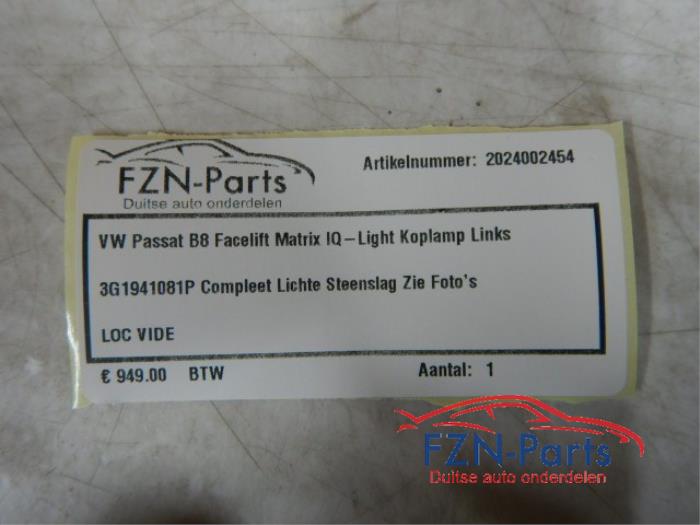 FZN-Parts
Duitse auto onderdelen
Artikelnummer: 2024002454
VW Passat B8 Facelift Matrix IQ-Light Koplamp Links
3G1941081P Compleet Lichte Steenslag Zie Foto's
LOC VIDE
€ 949.00 BTW
Aantal: 1
FZN-Parts
Duitse auto onderdelen